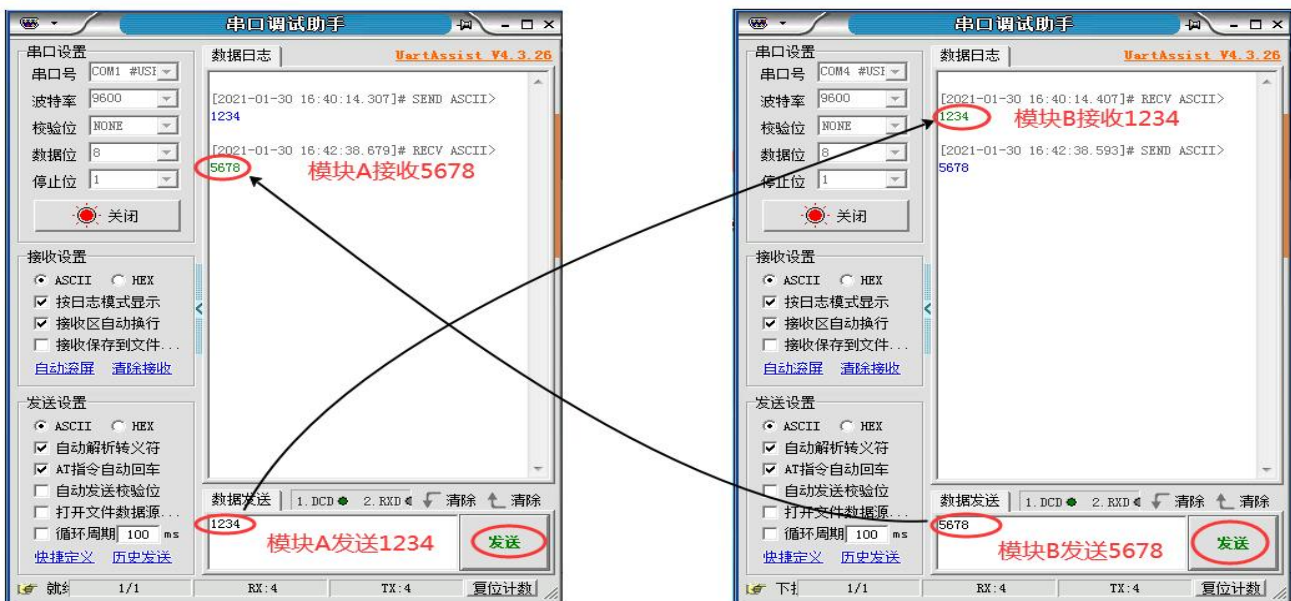 串口调试助手
串口设置
串口号 COM1 #USI
波特率 9600
校验位 NONE
数据位 8
停止位 1
关闭
接收设置
ASCII HEX
按日志模式显示
接收区自动换行
接收保存到文件...
自动滚屏 清除接收
发送设置
ASCII HEX
自动解析转义符
AT指令自动回车
自动发送校验位
打开文件数据源...
循环周期 100 ms
快捷定义 历史发送
数据日志 UartAssist V4.3.26
[2021-01-30 16:40:14.307]# SEND ASCII>
1234
[2021-01-30 16:42:38.679]# RECV ASCII>
5678
模块A接收5678
数据发送 1.DCD 2.RXD 清除 清除
1234
模块A发送1234
发送
就绪 1/1 RX:4 TX:4 复位计数
串口调试助手
串口设置
串口号 COM4 #USI
波特率 9600
校验位 NONE
数据位 8
停止位 1
关闭
接收设置
ASCII HEX
按日志模式显示
接收区自动换行
接收保存到文件...
自动滚屏 清除接收
发送设置
ASCII HEX
自动解析转义符
AT指令自动回车
自动发送校验位
打开文件数据源...
循环周期 100 ms
快捷定义 历史发送
数据日志 UartAssist V4.3.26
[2021-01-30 16:40:14.407]# RECV ASCII>
1234
模块B接收1234
[2021-01-30 16:42:38.593]# SEND ASCII>
5678
数据发送 1.DCD 2.RXD 清除 清除
5678
模块B发送5678
发送
1/1 RX:4 TX:4 复位计数